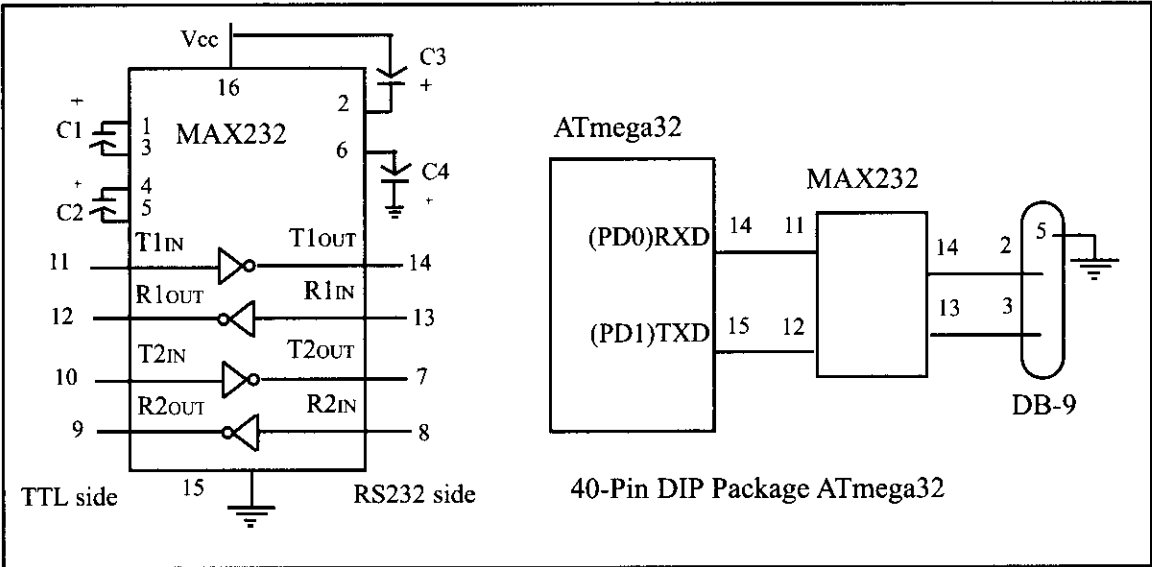 Vcc
C3
+
16
2
+
C1
1
3
MAX232
6
C4
+
+
C2
4
5
T1IN
T1OUT
11
14
R1OUT
R1IN
12
13
T2IN
T2OUT
10
7
R2OUT
R2IN
9
8
TTL side
15
RS232 side
ATmega32
MAX232
(PD0)RXD
14
11
14
2
5
(PD1)TXD
15
12
13
3
DB-9
40-Pin DIP Package ATmega32